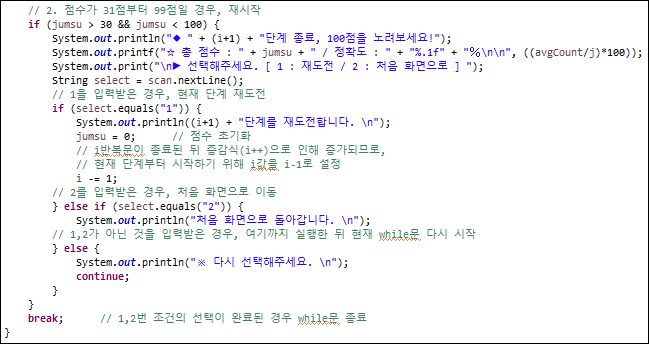 // 2. 점수가 31점부터 99점일 경우, 재시작
if (jumsu > 30 && jumsu < 100) {
System.out.println("◆ " + (i+1) + "단계 종료, 100점을 노려보세요!");
System.out.printf("☆ 총 점수 : " + jumsu + " / 정확도 : " + "%.1f" + "％\n\n", ((avgCount/j)*100));
System.out.print("\n▶ 선택해주세요. [ 1 : 재도전 / 2 : 처음 화면으로 ] ");
String select = scan.nextLine();
// 1을 입력받은 경우, 현재 단계 재도전
if (select.equals("1")) {
System.out.println((i+1) + "단계를 재도전합니다. \n");
jumsu = 0; // 점수 초기화
// i반복문이 종료된 뒤 증감식(i++)으로 인해 증가되므로,
// 현재 단계부터 시작하기 위해 i값을 i-1로 설정
i -= 1;
// 2를 입력받은 경우, 처음 화면으로 이동
} else if (select.equals("2")) {
System.out.println("처음 화면으로 돌아갑니다. \n");
// 1,2가 아닌 것을 입력받은 경우, 여기까지 실행한 뒤 현재 while문 다시 시작
} else {
System.out.println("※ 다시 선택해주세요. \n");
continue;
}
}
break; // 1,2번 조건의 선택이 완료된 경우 while문 종료
}